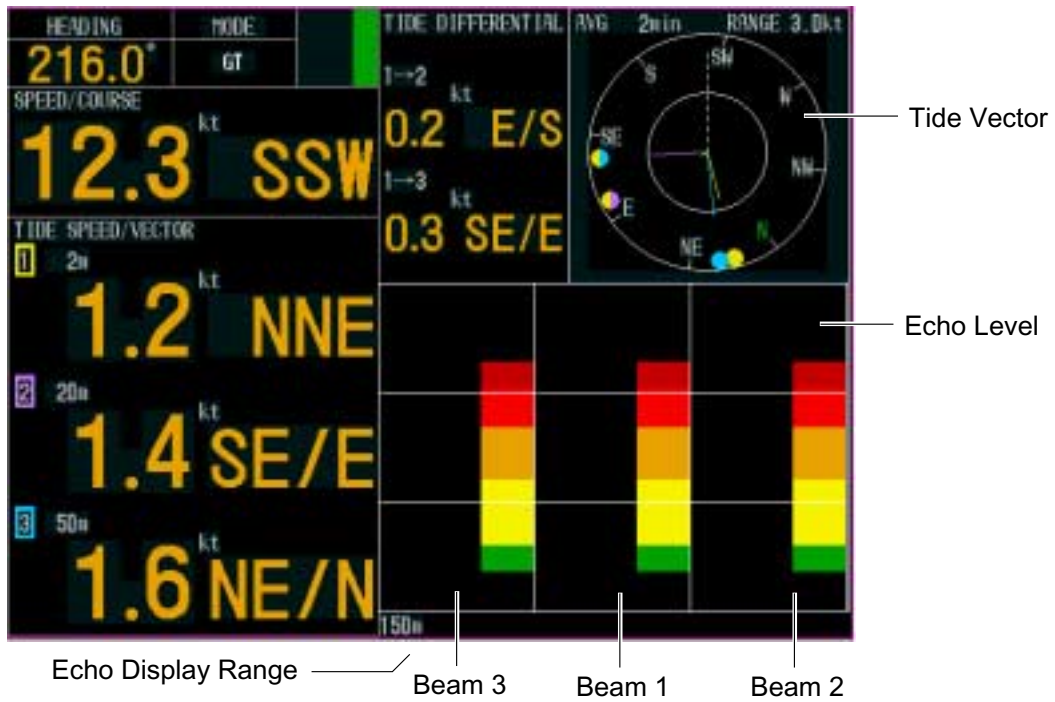 HEADING
MODE
216.0°
GT
SPEED/COURSE
12.3 kt SSW
TIDE SPEED/VECTOR
1 2m
1.2 kt NNE
2 20m
1.4 kt SE/E
3 50m
1.6 kt NE/N
TIDE DIFFERENTIAL
1→2
0.2 kt E/S
1→3
0.3 kt SE/E
AVG 2min RANGE 3.0kt
SW
S
W
SE
NW
E
N
NE
150m
Tide Vector
Echo Level
Echo Display Range
Beam 3
Beam 1
Beam 2